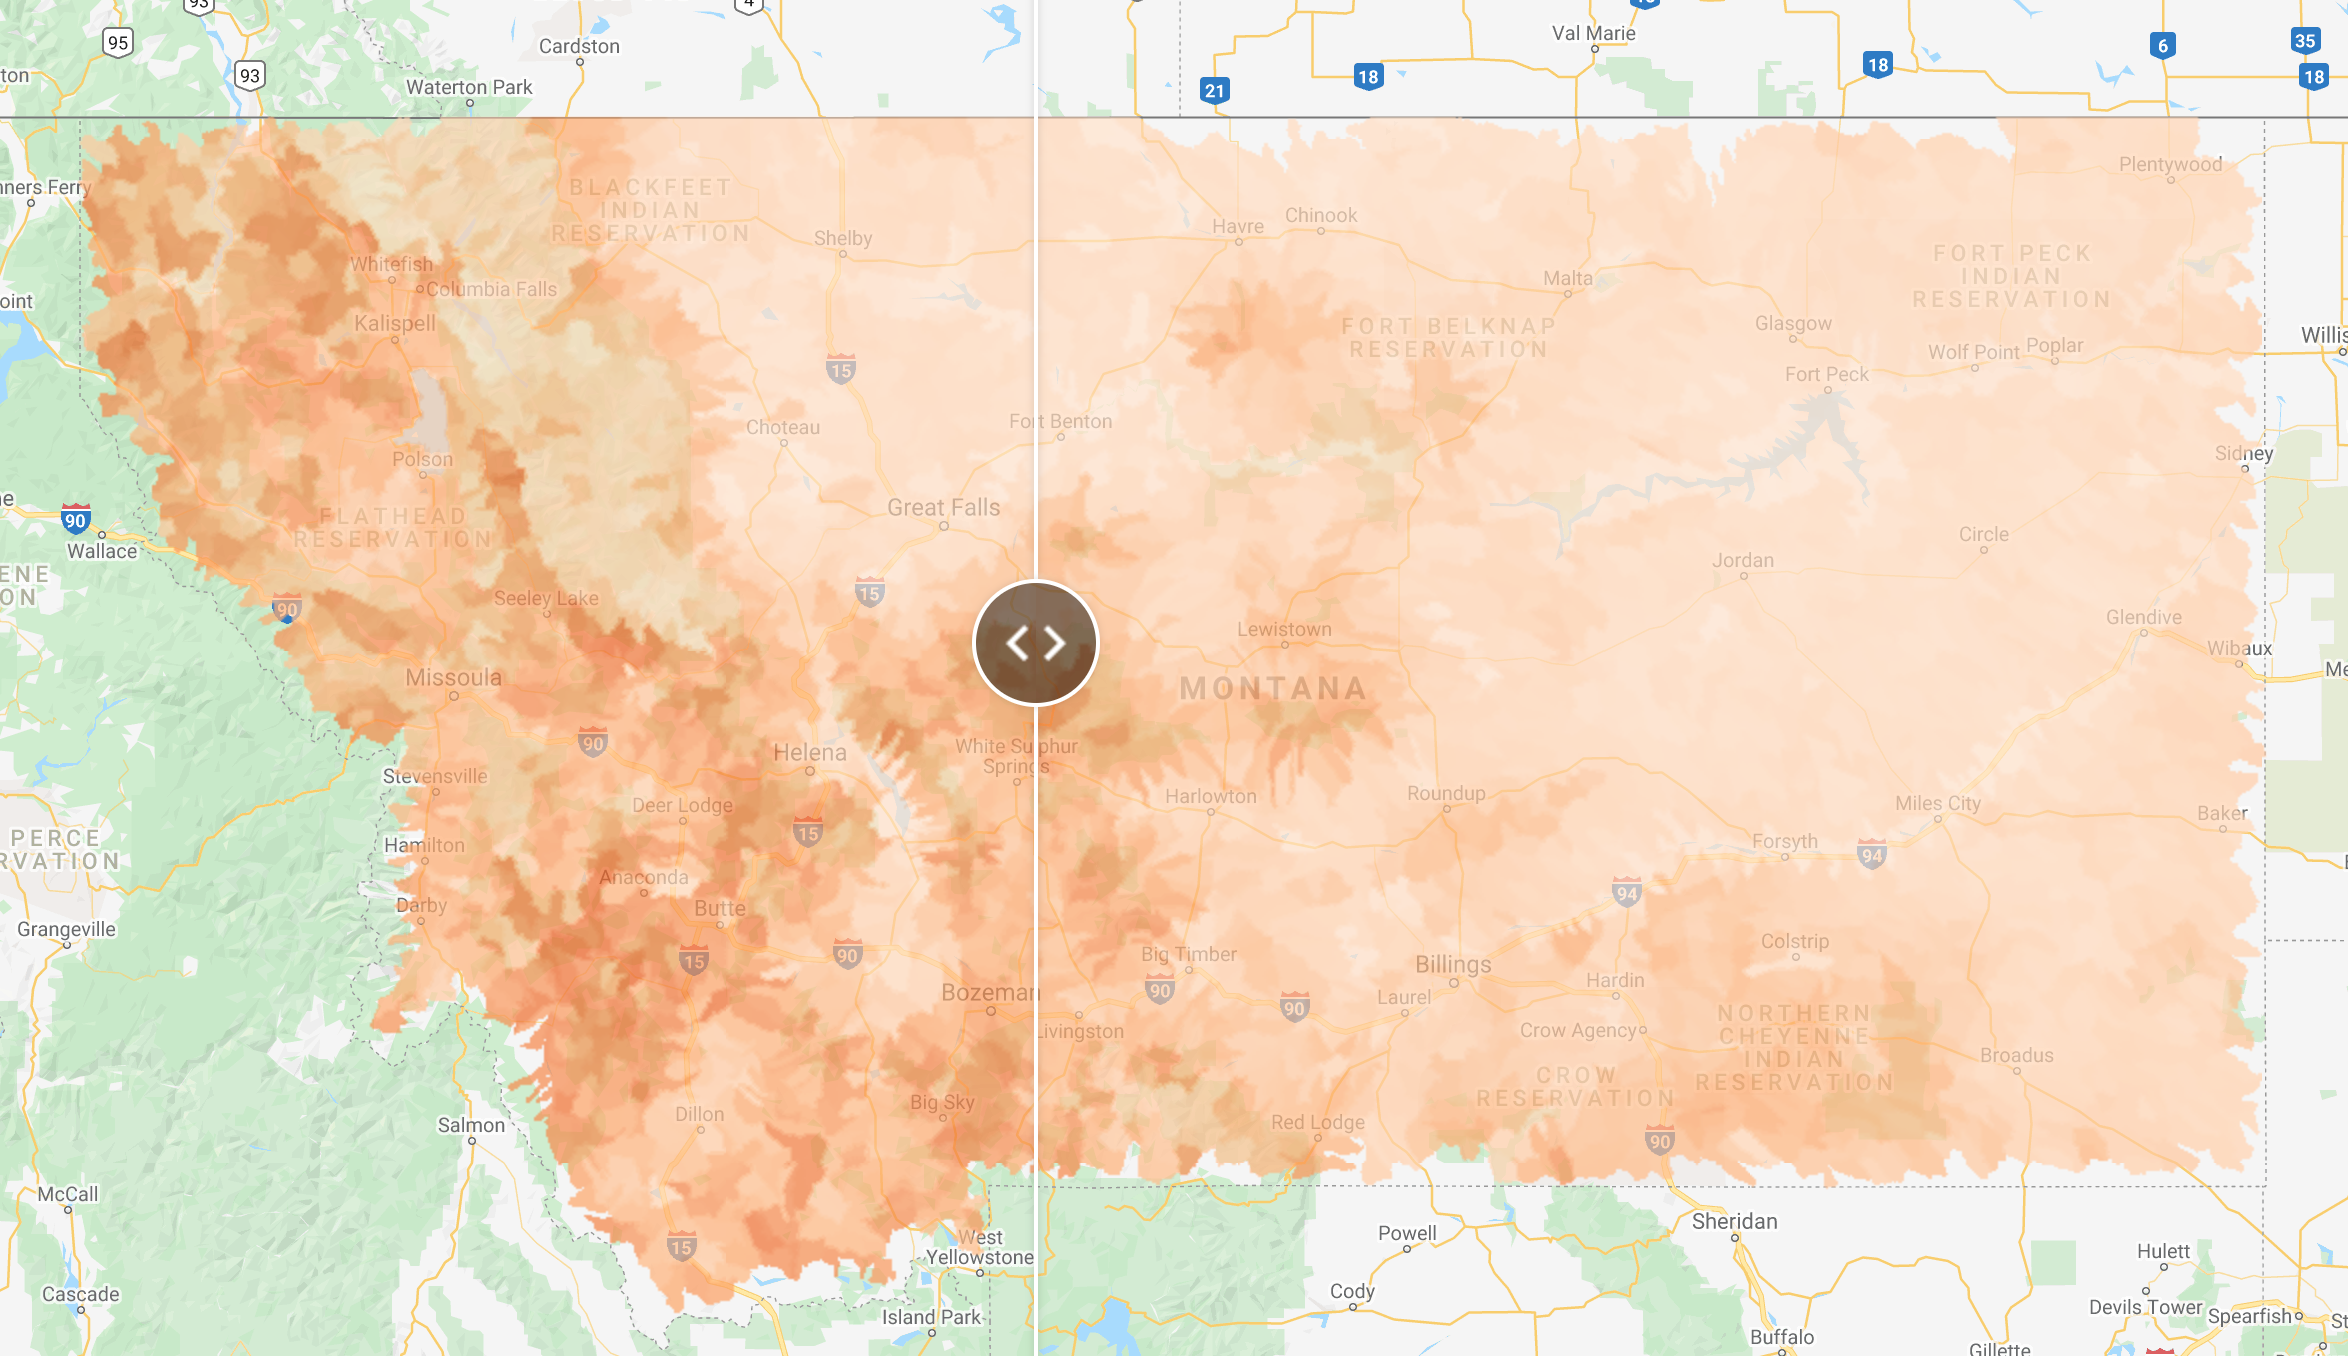 93
4
95
Cardston
Val Marie
6
35
93
ton
Waterton Park
21
18
18
18
Plentywood
nners Ferry
BLACKFEET
INDIAN
RESERVATION
Havre
Chinook
Shelby
FORT PECK
INDIAN
RESERVATION
Whitefish
Columbia Falls
Malta
oint
Kalispell
FORT BELKNAP
RESERVATION
Glasgow
Willis
Wolf Point
Poplar
15
Fort Peck
Choteau
Fort Benton
Polson
Sidney
Great Falls
90
FLATHEAD
RESERVATION
Wallace
Circle
Jordan
ENE
ON
15
Seeley Lake
90
Glendive
Lewistown
Wibaux
Me
Missoula
MONTANA
90
Helena
White Sulphur
Springs
Stevensville
Deer Lodge
Harlowton
Roundup
Miles City
Baker
PERCE
RVATION
Hamilton
15
Forsyth
94
Anaconda
94
Darby
Butte
Grangeville
15
90
Big Timber
Billings
Colstrip
Hardin
Bozeman
90
90
Laurel
NORTHERN
CHEYENNE
INDIAN
RESERVATION
Livingston
Crow Agency
Broadus
CROW
RESERVATION
Big Sky
Dillon
Red Lodge
Salmon
90
McCall
Sheridan
Powell
West
Yellowstone
15
Hulett
Cascade
Cody
Devils Tower
Spearfish
St
Island Park
Buffalo
Gillette